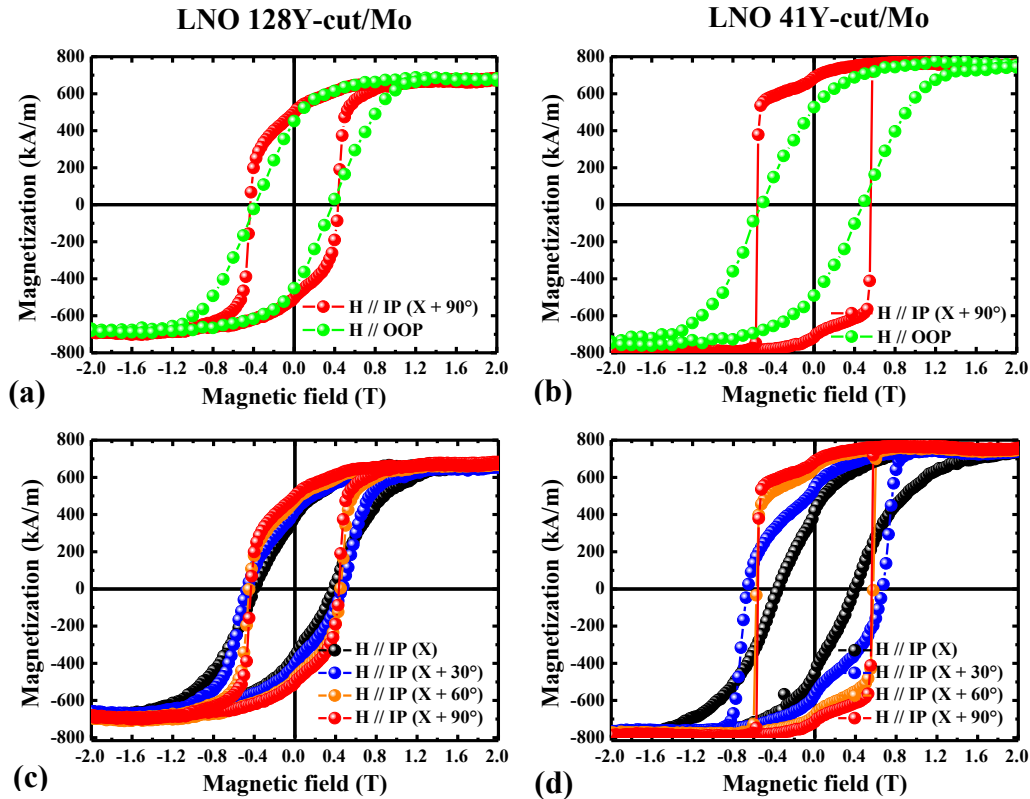 LNO 128Y-cut/Mo
LNO 41Y-cut/Mo
800
600
400
200
0
-200
-400
-600
-800
Magnetization (kA/m)
H // IP (X + 90°)
H // OOP
-2.0 -1.6 -1.2 -0.8 -0.4 0.0 0.4 0.8 1.2 1.6 2.0
Magnetic field (T)
(a)
800
600
400
200
0
-200
-400
-600
-800
Magnetization (kA/m)
H // IP (X + 90°)
H // OOP
-2.0 -1.6 -1.2 -0.8 -0.4 0.0 0.4 0.8 1.2 1.6 2.0
Magnetic field (T)
(b)
800
600
400
200
0
-200
-400
-600
-800
Magnetization (kA/m)
H // IP (X)
H // IP (X + 30°)
H // IP (X + 60°)
H // IP (X + 90°)
-2.0 -1.6 -1.2 -0.8 -0.4 0.0 0.4 0.8 1.2 1.6 2.0
Magnetic field (T)
(c)
800
600
400
200
0
-200
-400
-600
-800
Magnetization (kA/m)
H // IP (X)
H // IP (X + 30°)
H // IP (X + 60°)
H // IP (X + 90°)
-2.0 -1.6 -1.2 -0.8 -0.4 0.0 0.4 0.8 1.2 1.6 2.0
Magnetic field (T)
(d)